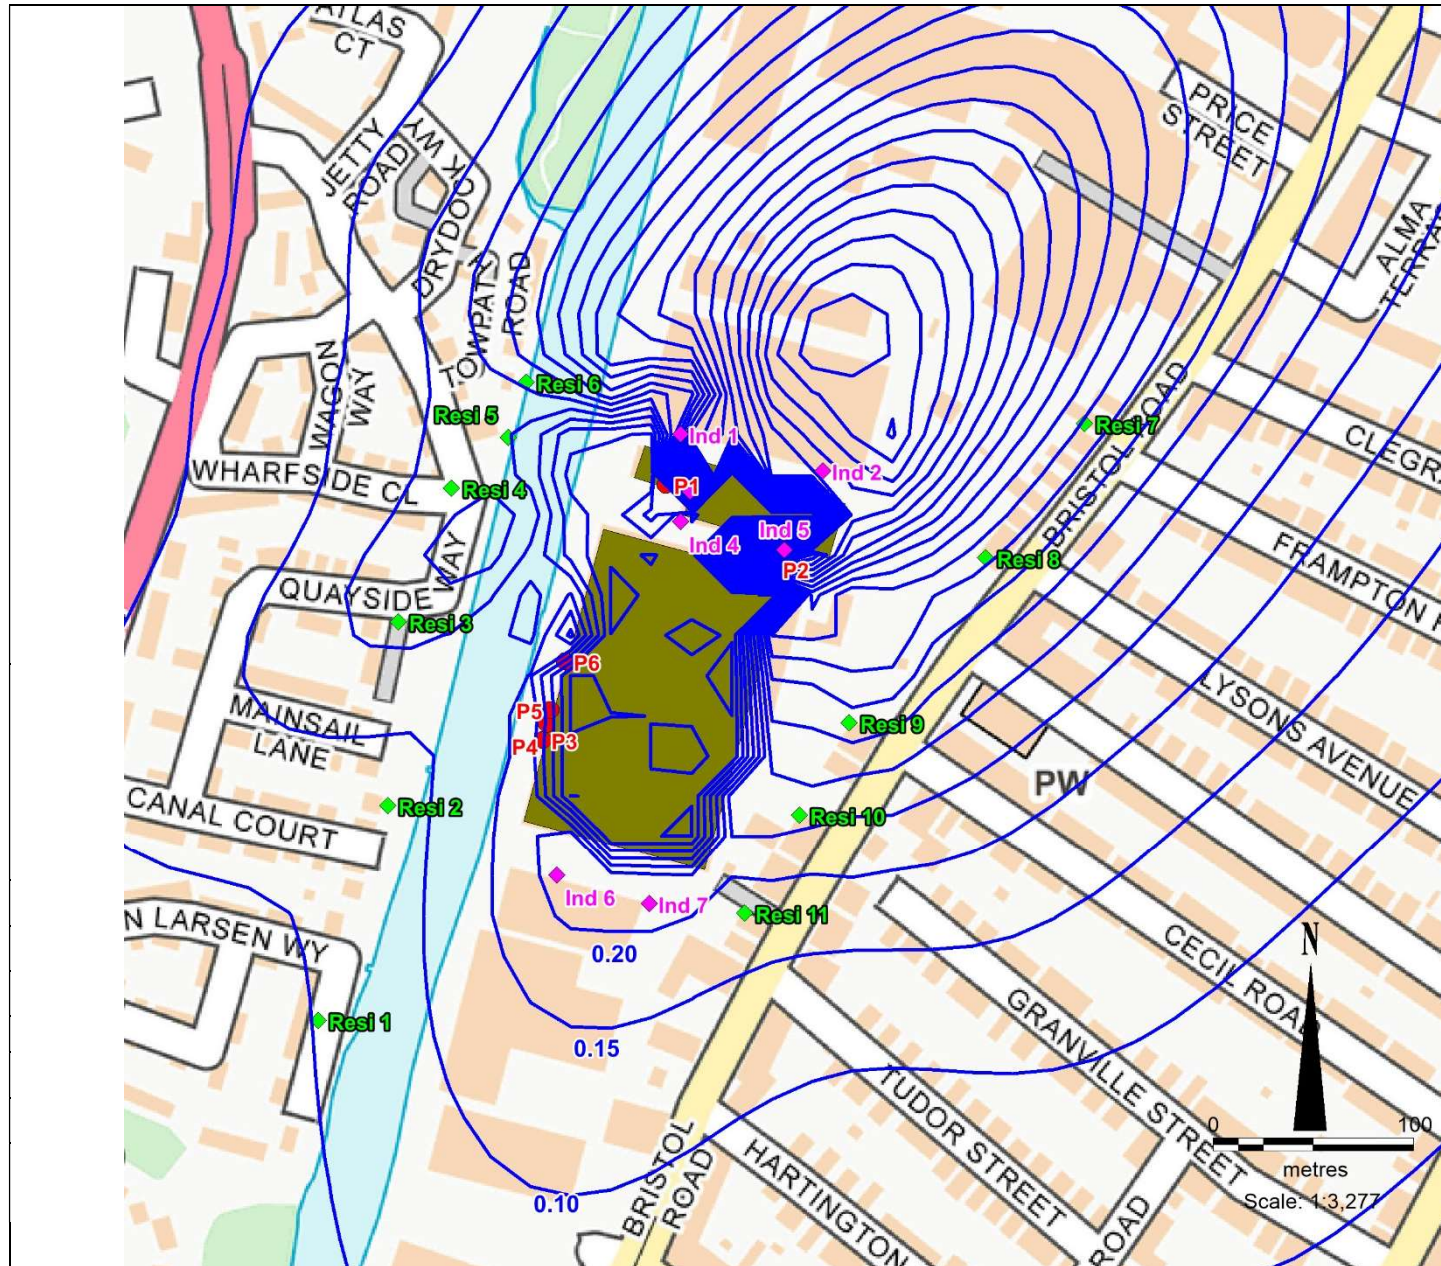 ATLAS
CT
JETTY
ROAD
DRYDOCK WY
TOWPATH
ROAD
WAGON
WAY
WHARFSIDE CL
QUAYSIDE
WAY
MAINSAIL
LANE
CANAL COURT
N LARSEN WY
PRICE
STREET
ALMA
TERRA
BRISTOL ROAD
CLEGRA
FRAMPTON R
LYSONS AVENUE
PW
CECIL ROAD
GRANVILLE STREET
TUDOR STREET
HARTINGTON
ROAD
BRISTOL
ROAD
Resi 6
Resi 5
Resi 4
Resi 3
Resi 2
Resi 1
Resi 7
Resi 8
Resi 9
Resi 10
Resi 11
Ind 1
Ind 2
Ind 4
Ind 5
Ind 6
Ind 7
P1
P2
P6
P5
P4
P3
0.20
0.15
0.10
N
0 100
metres
Scale: 1:3,277